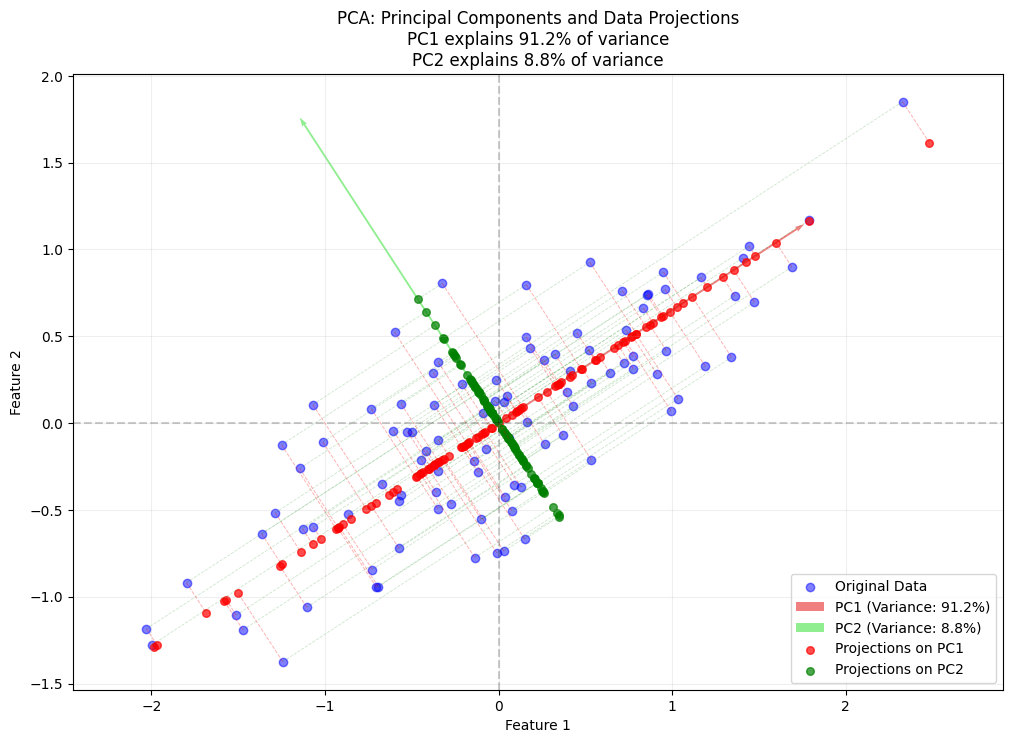 PCA: Principal Components and Data Projections
PC1 explains 91.2% of variance
PC2 explains 8.8% of variance
2.0
1.5
1.0
0.5
0.0
−0.5
−1.0
−1.5
Feature 2
−2
−1
0
1
2
Feature 1
Original Data
PC1 (Variance: 91.2%)
PC2 (Variance: 8.8%)
Projections on PC1
Projections on PC2